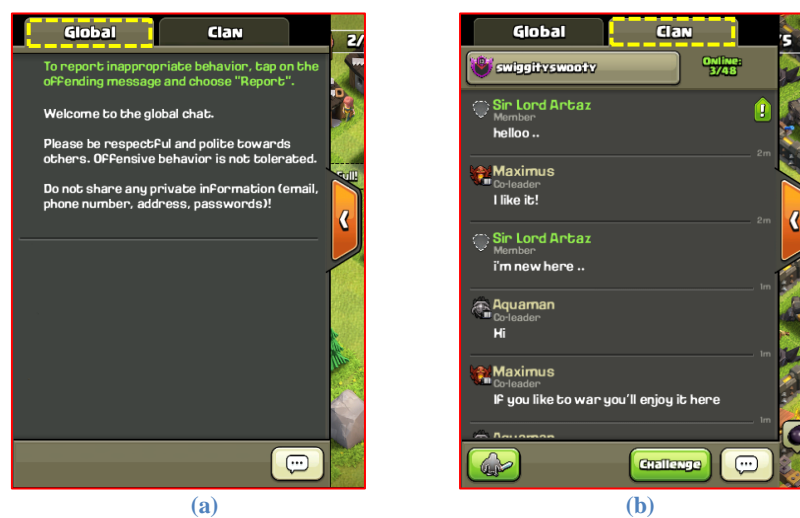 Global
Clan
2/
To report inappropriate behavior, tap on the
offending message and choose "Report".
Welcome to the global chat.
Please be respectful and polite towards
others. Offensive behavior is not tolerated.
Do not share any private information (email,
phone number, address, passwords)!
Full!
(a)
Global
Clan
swiggityswooty
Online:
3/48
Sir Lord Artaz
Member
helloo ..
2m
Maximus
Co-leader
I like it!
2m
Sir Lord Artaz
Member
i'm new here ..
1m
Aquaman
Co-leader
Hi
1m
Maximus
Co-leader
If you like to war you'll enjoy it here
1m
Aquaman
Challenge
(b)